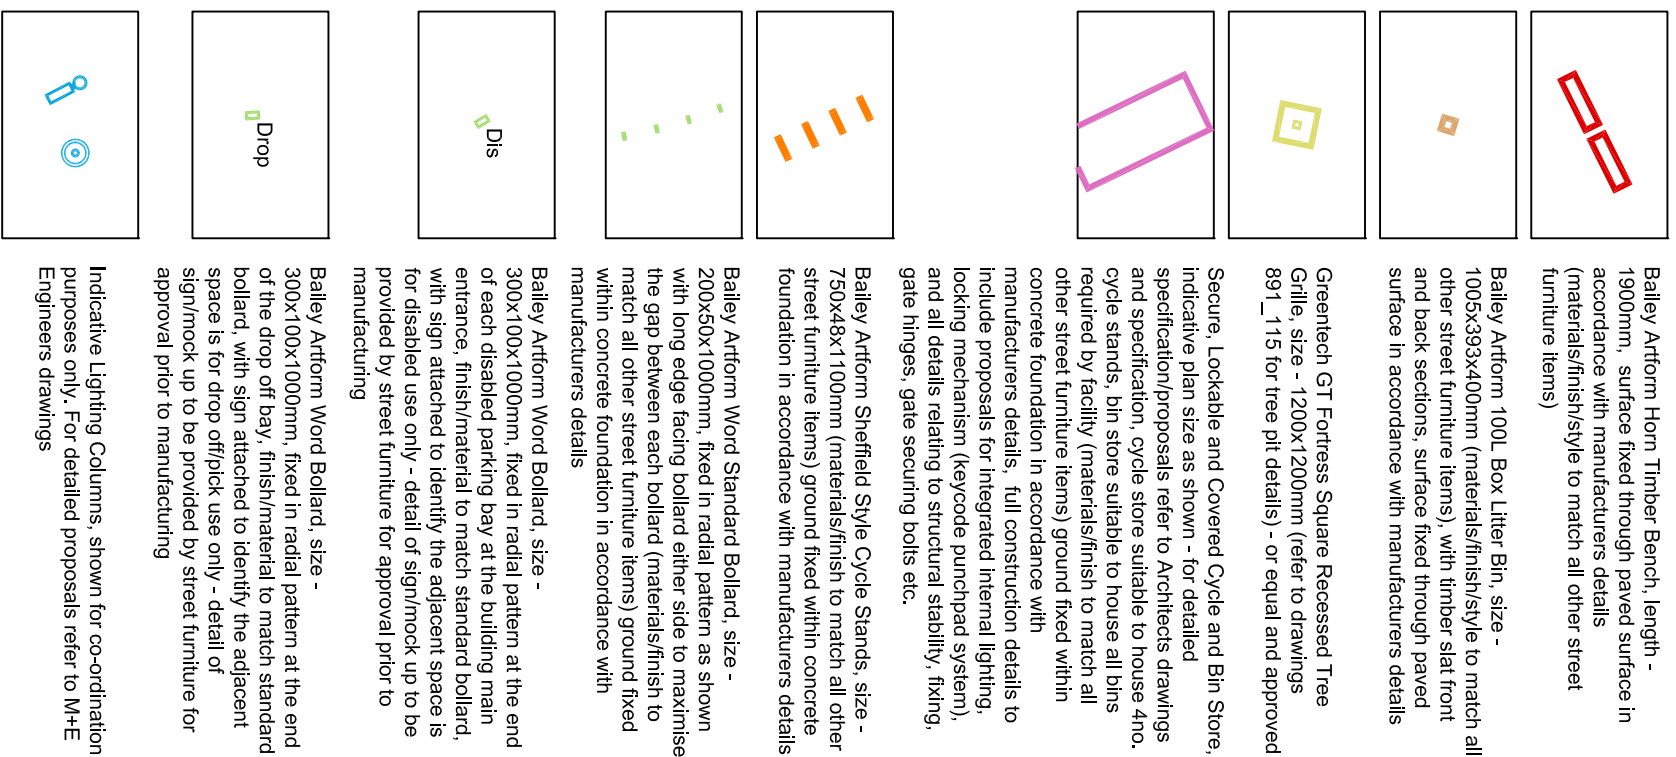 Bailey Artform Horn Timber Bench, length -
1900mm, surface fixed through paved surface in
accordance with manufacturers details
(materials/finish/style to match all other street
furniture items)
Bailey Artform 100L Box Litter Bin, size -
1005x393x400mm (materials/finish/style to match all
other street furniture items), with timber slat front
and back sections, surface fixed through paved
surface in accordance with manufacturers details
Greentech GT Fortress Square Recessed Tree
Grille, size - 1200x1200mm (refer to drawings
891_115 for tree pit details) - or equal and approved
Secure, Lockable and Covered Cycle and Bin Store,
indicative plan size as shown - for detailed
specification/proposals refer to Architects drawings
and specification, cycle store suitable to house 4no.
cycle stands, bin store suitable to house all bins
required by facility (materials/finish to match all
other street furniture items) ground fixed within
concrete foundation in accordance with
manufacturers details, full construction details to
include proposals for integrated internal lighting,
locking mechanism (keycode punchpad system),
and all details relating to structural stability, fixing,
gate hinges, gate securing bolts etc.
Bailey Artform Sheffield Style Cycle Stands, size -
750x48x1100mm (materials/finish to match all other
street furniture items) ground fixed within concrete
foundation in accordance with manufacturers details
Bailey Artform Word Standard Bollard, size -
200x50x1000mm, fixed in radial pattern as shown
with long edge facing bollard either side to maximise
the gap between each bollard (materials/finish to
match all other street furniture items) ground fixed
within concrete foundation in accordance with
manufacturers details
Dis
Bailey Artform Word Bollard, size -
300x100x1000mm, fixed in radial pattern at the end
of each disabled parking bay at the building main
entrance, finish/material to match standard bollard,
with sign attached to identify the adjacent space is
for disabled use only - detail of sign/mock up to be
provided by street furniture for approval prior to
manufacturing
Drop
Bailey Artform Word Bollard, size -
300x100x1000mm, fixed in radial pattern at the end
of the drop off bay, finish/material to match standard
bollard, with sign attached to identify the adjacent
space is for drop off/pick use only - detail of
sign/mock up to be provided by street furniture for
approval prior to manufacturing
Indicative Lighting Columns, shown for co-ordination
purposes only. For detailed proposals refer to M+E
Engineers drawings